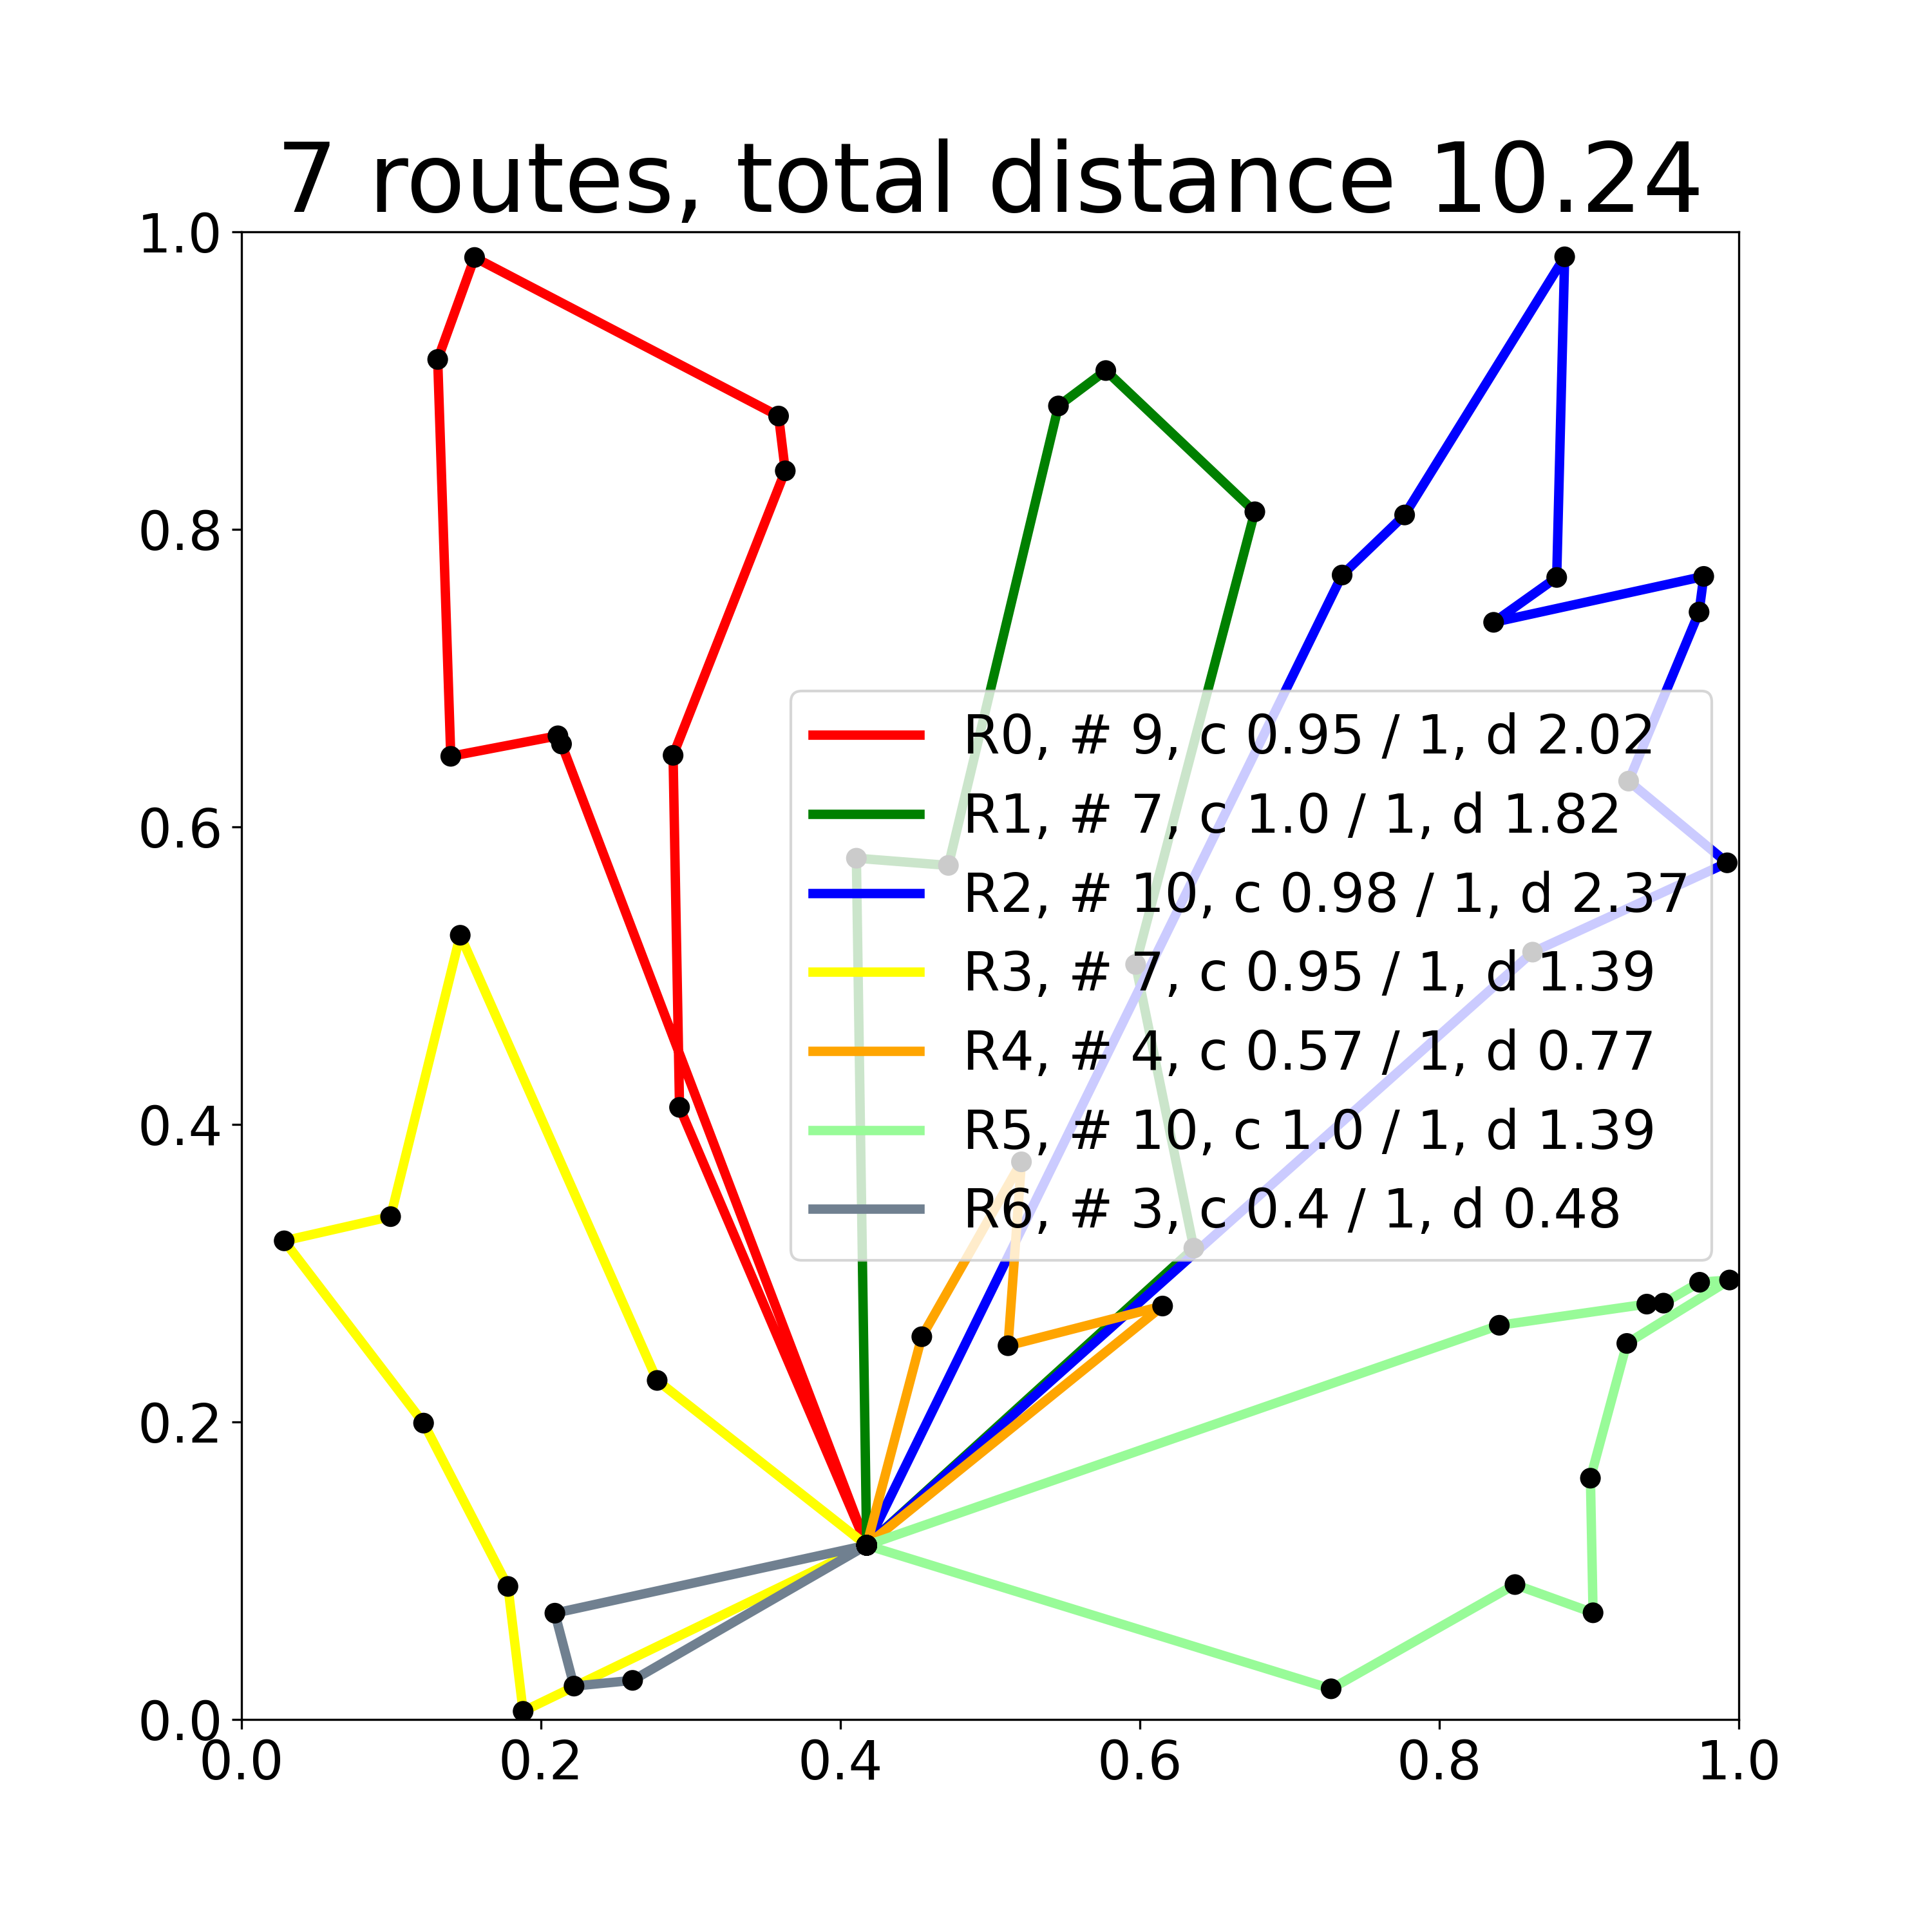 7 routes, total distance 10.24
1.0
0.8
0.6
0.4
0.2
0.0
R0, # 9, c 0.95 / 1, d 2.02
R1, # 7, c 1.0 / 1, d 1.82
R2, # 10, c 0.98 / 1, d 2.37
R3, # 7, c 0.95 / 1, d 1.39
R4, # 4, c 0.57 / 1, d 0.77
R5, # 10, c 1.0 / 1, d 1.39
R6, # 3, c 0.4 / 1, d 0.48
0.0 0.2 0.4 0.6 0.8 1.0